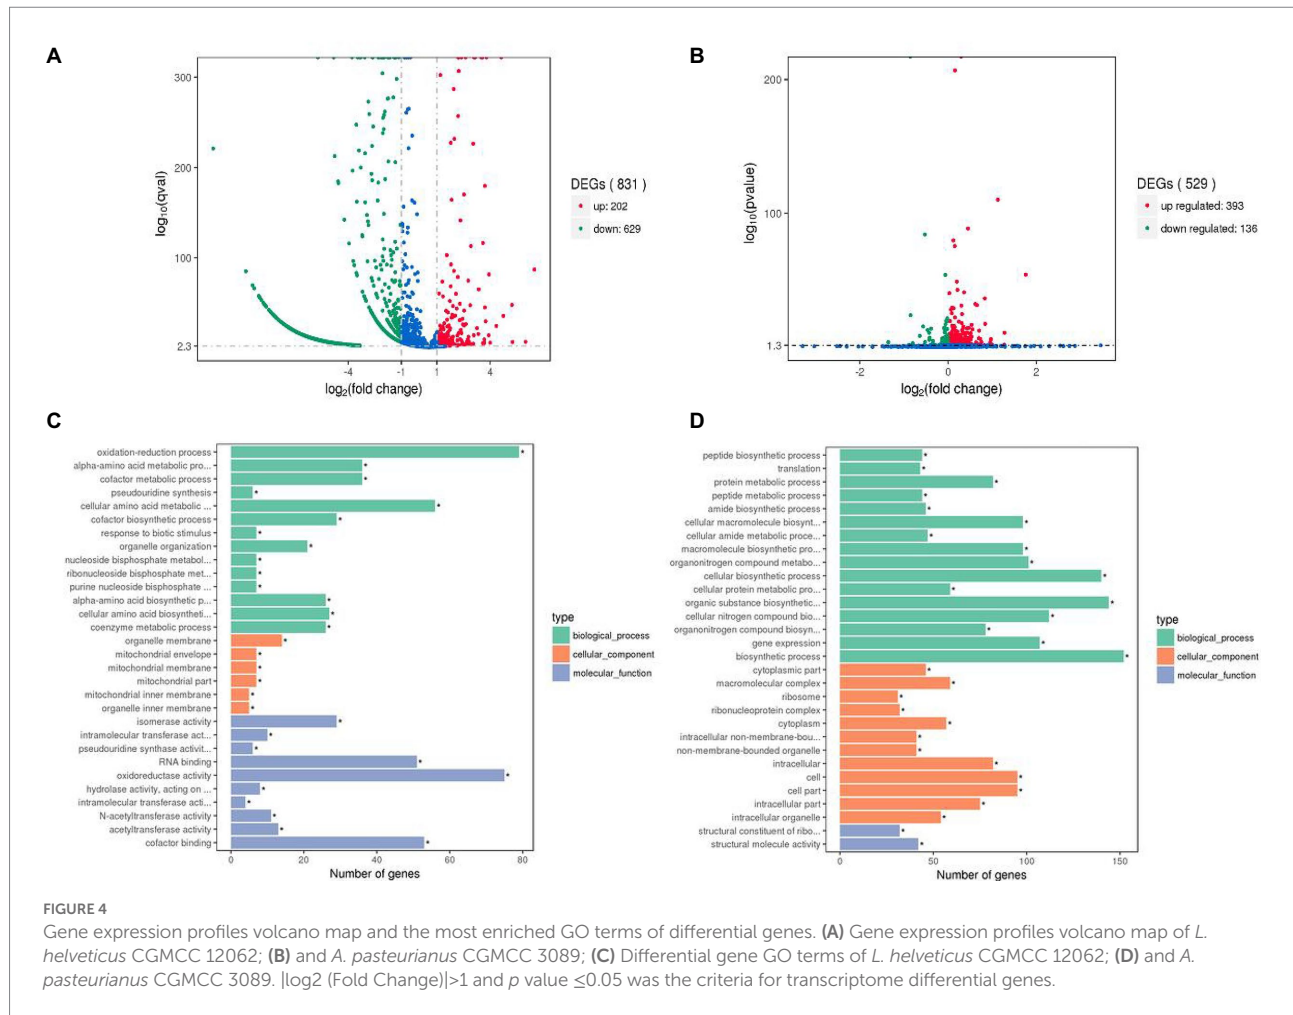 A
300
200
100
2.3
log10(qval)
-4
-1
1
4
log2(fold change)
DEGs ( 831 )
up: 202
down: 629
B
200
100
1.3
log10(pvalue)
-2
0
2
log2(fold change)
DEGs ( 529 )
up regulated: 393
down regulated: 136
C
oxidation-reduction process
alpha-amino acid metabolic pro...
cofactor metabolic process
pseudouridine synthesis
cellular amino acid metabolic ...
cofactor biosynthetic process
response to biotic stimulus
organelle organization
nucleoside bisphosphate metabol...
ribonucleoside bisphosphate met...
purine nucleoside bisphosphate ...
alpha-amino acid biosynthetic p...
cellular amino acid biosyntheti...
coenzyme metabolic process
organelle membrane
mitochondrial envelope
mitochondrial membrane
mitochondrial part
mitochondrial inner membrane
organelle inner membrane
isomerase activity
intramolecular transferase act...
pseudouridine synthase activit...
RNA binding
oxidoreductase activity
hydrolase activity, acting on ...
intramolecular transferase acti...
N-acetyltransferase activity
acetyltransferase activity
cofactor binding
0
20
40
60
80
Number of genes
type
biological_process
cellular_component
molecular_function
D
peptide biosynthetic process
translation
protein metabolic process
peptide metabolic process
amide biosynthetic process
cellular macromolecule biosynt...
cellular amide metabolic proce...
macromolecule biosynthetic pro...
organonitrogen compound metabo...
cellular biosynthetic process
cellular protein metabolic pro...
organic substance biosynthetic...
cellular nitrogen compound bio...
organonitrogen compound biosyn...
gene expression
biosynthetic process
cytoplasmic part
macromolecular complex
ribosome
ribonucleoprotein complex
cytoplasm
intracellular non-membrane-bou...
non-membrane-bounded organelle
intracellular
cell
cell part
intracellular part
intracellular organelle
structural constituent of ribo...
structural molecule activity
0
50
100
150
Number of genes
type
biological_process
cellular_component
molecular_function
FIGURE 4
Gene expression profiles volcano map and the most enriched GO terms of differential genes. (A) Gene expression profiles volcano map of L.
helveticus CGMCC 12062; (B) and A. pasteurianus CGMCC 3089; (C) Differential gene GO terms of L. helveticus CGMCC 12062; (D) and A.
pasteurianus CGMCC 3089. |log2 (Fold Change)|>1 and p value ≤0.05 was the criteria for transcriptome differential genes.